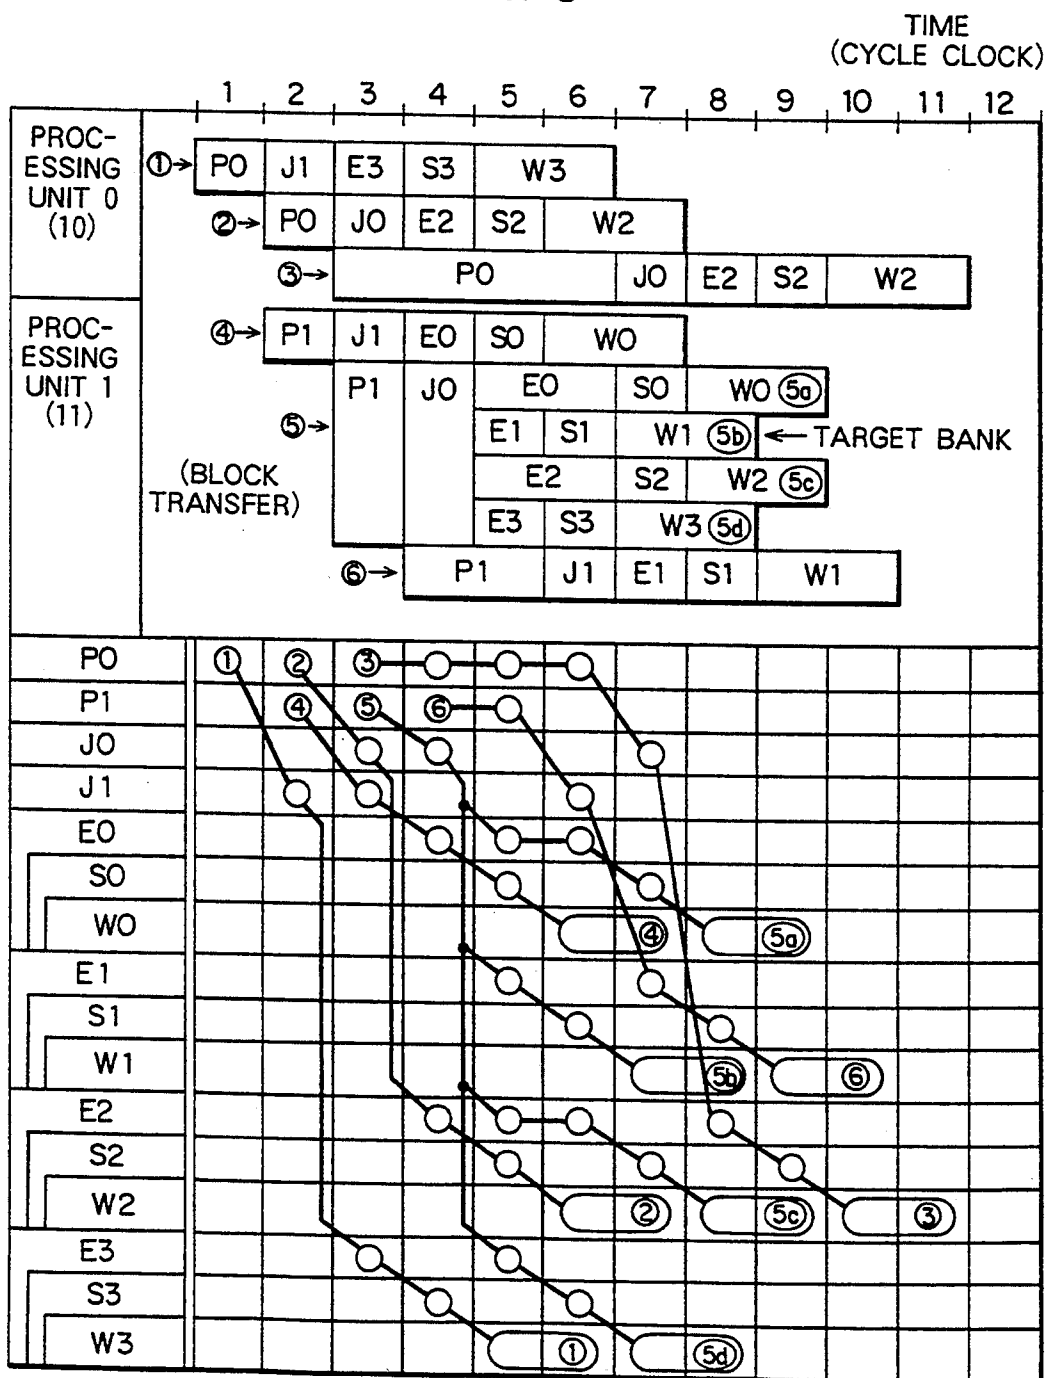 TIME
(CYCLE CLOCK)
1 2 3 4 5 6 7 8 9 10 11 12
PROC-
ESSING
UNIT 0
(10)
①→ P0 J1 E3 S3 W3
②→ P0 J0 E2 S2 W2
③→ P0 J0 E2 S2 W2
PROC-
ESSING
UNIT 1
(11)
④→ P1 J1 E0 S0 W0
⑤→ P1 J0 E0 S0 W0 5a
E1 S1 W1 5b ← TARGET BANK
(BLOCK
TRANSFER)
E2 S2 W2 5c
E3 S3 W3 5d
⑥→ P1 J1 E1 S1 W1
P0 ① ② ③
P1 ④ ⑤ ⑥
J0
J1
E0
S0
W0 ④ 5a
E1
S1
W1 5b ⑥
E2
S2
W2 ② 5c ③
E3
S3
W3 ① 5d